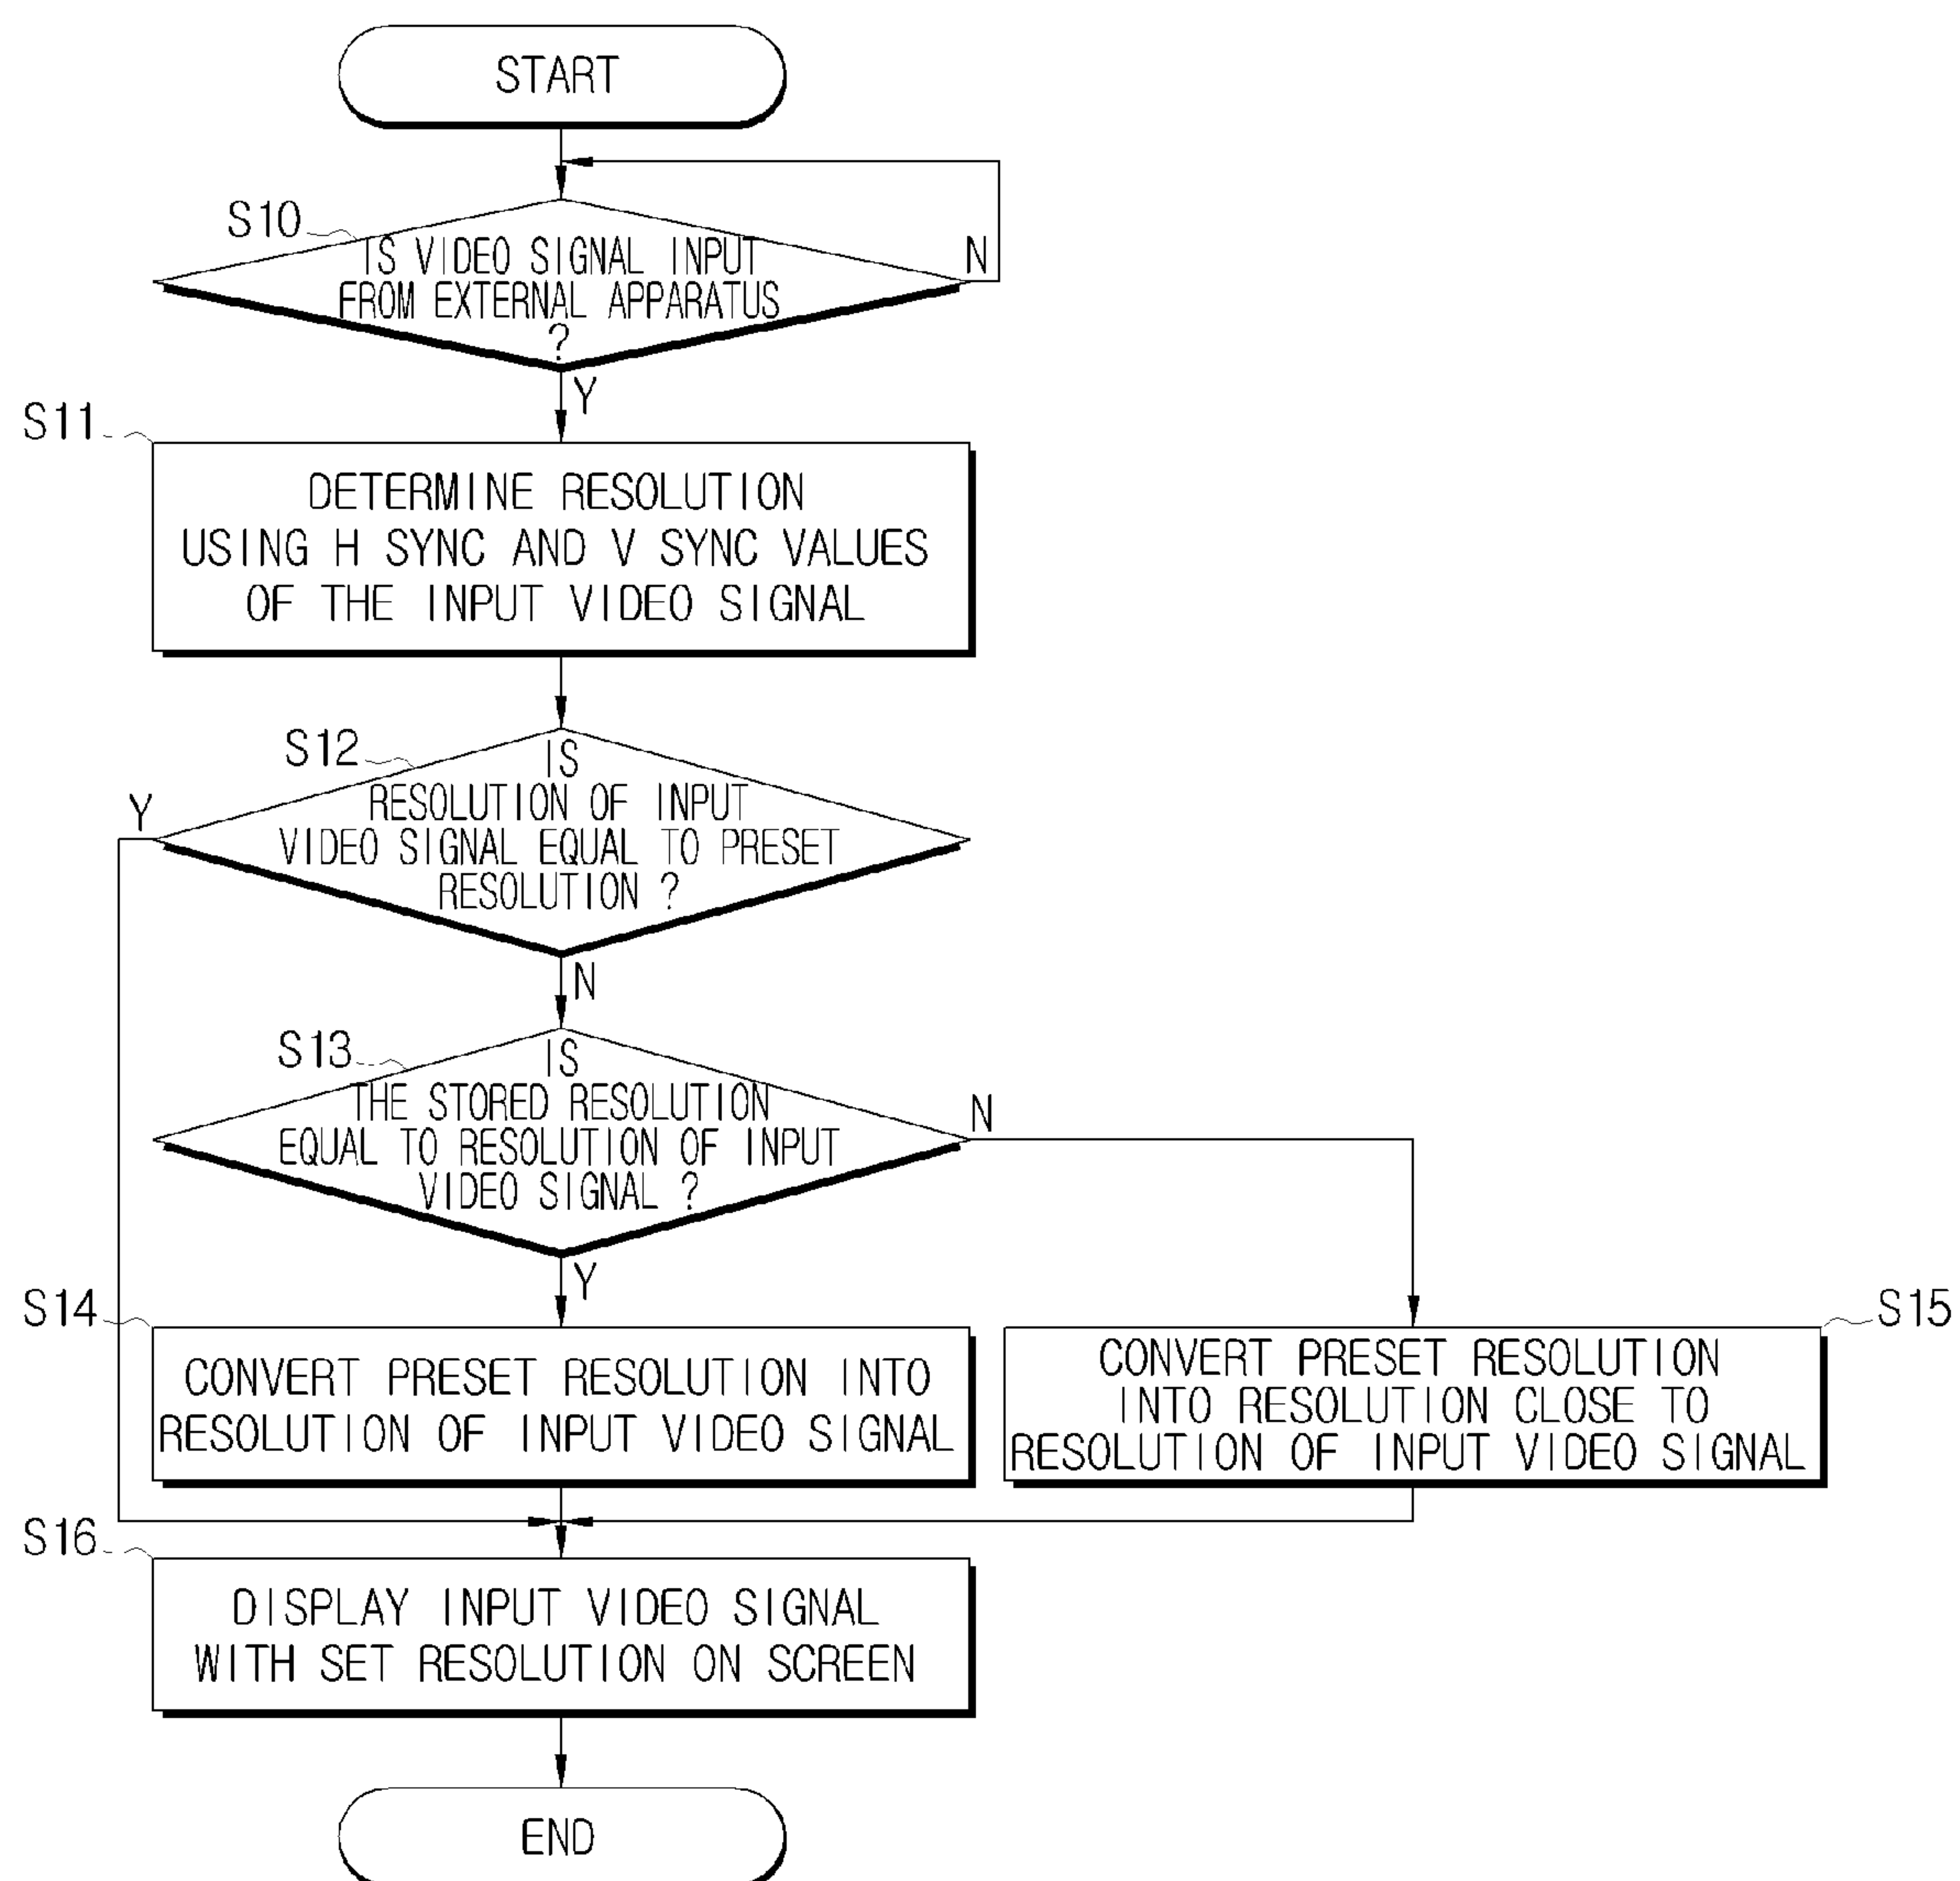 START
S10
IS VIDEO SIGNAL INPUT
FROM EXTERNAL APPARATUS
?
N
Y
S11
DETERMINE RESOLUTION
USING H SYNC AND V SYNC VALUES
OF THE INPUT VIDEO SIGNAL
S12
IS
RESOLUTION OF INPUT
VIDEO SIGNAL EQUAL TO PRESET
RESOLUTION ?
Y
N
S13
IS
THE STORED RESOLUTION
EQUAL TO RESOLUTION OF INPUT
VIDEO SIGNAL ?
N
Y
S14
CONVERT PRESET RESOLUTION INTO
RESOLUTION OF INPUT VIDEO SIGNAL
S15
CONVERT PRESET RESOLUTION
INTO RESOLUTION CLOSE TO
RESOLUTION OF INPUT VIDEO SIGNAL
S16
DISPLAY INPUT VIDEO SIGNAL
WITH SET RESOLUTION ON SCREEN
END